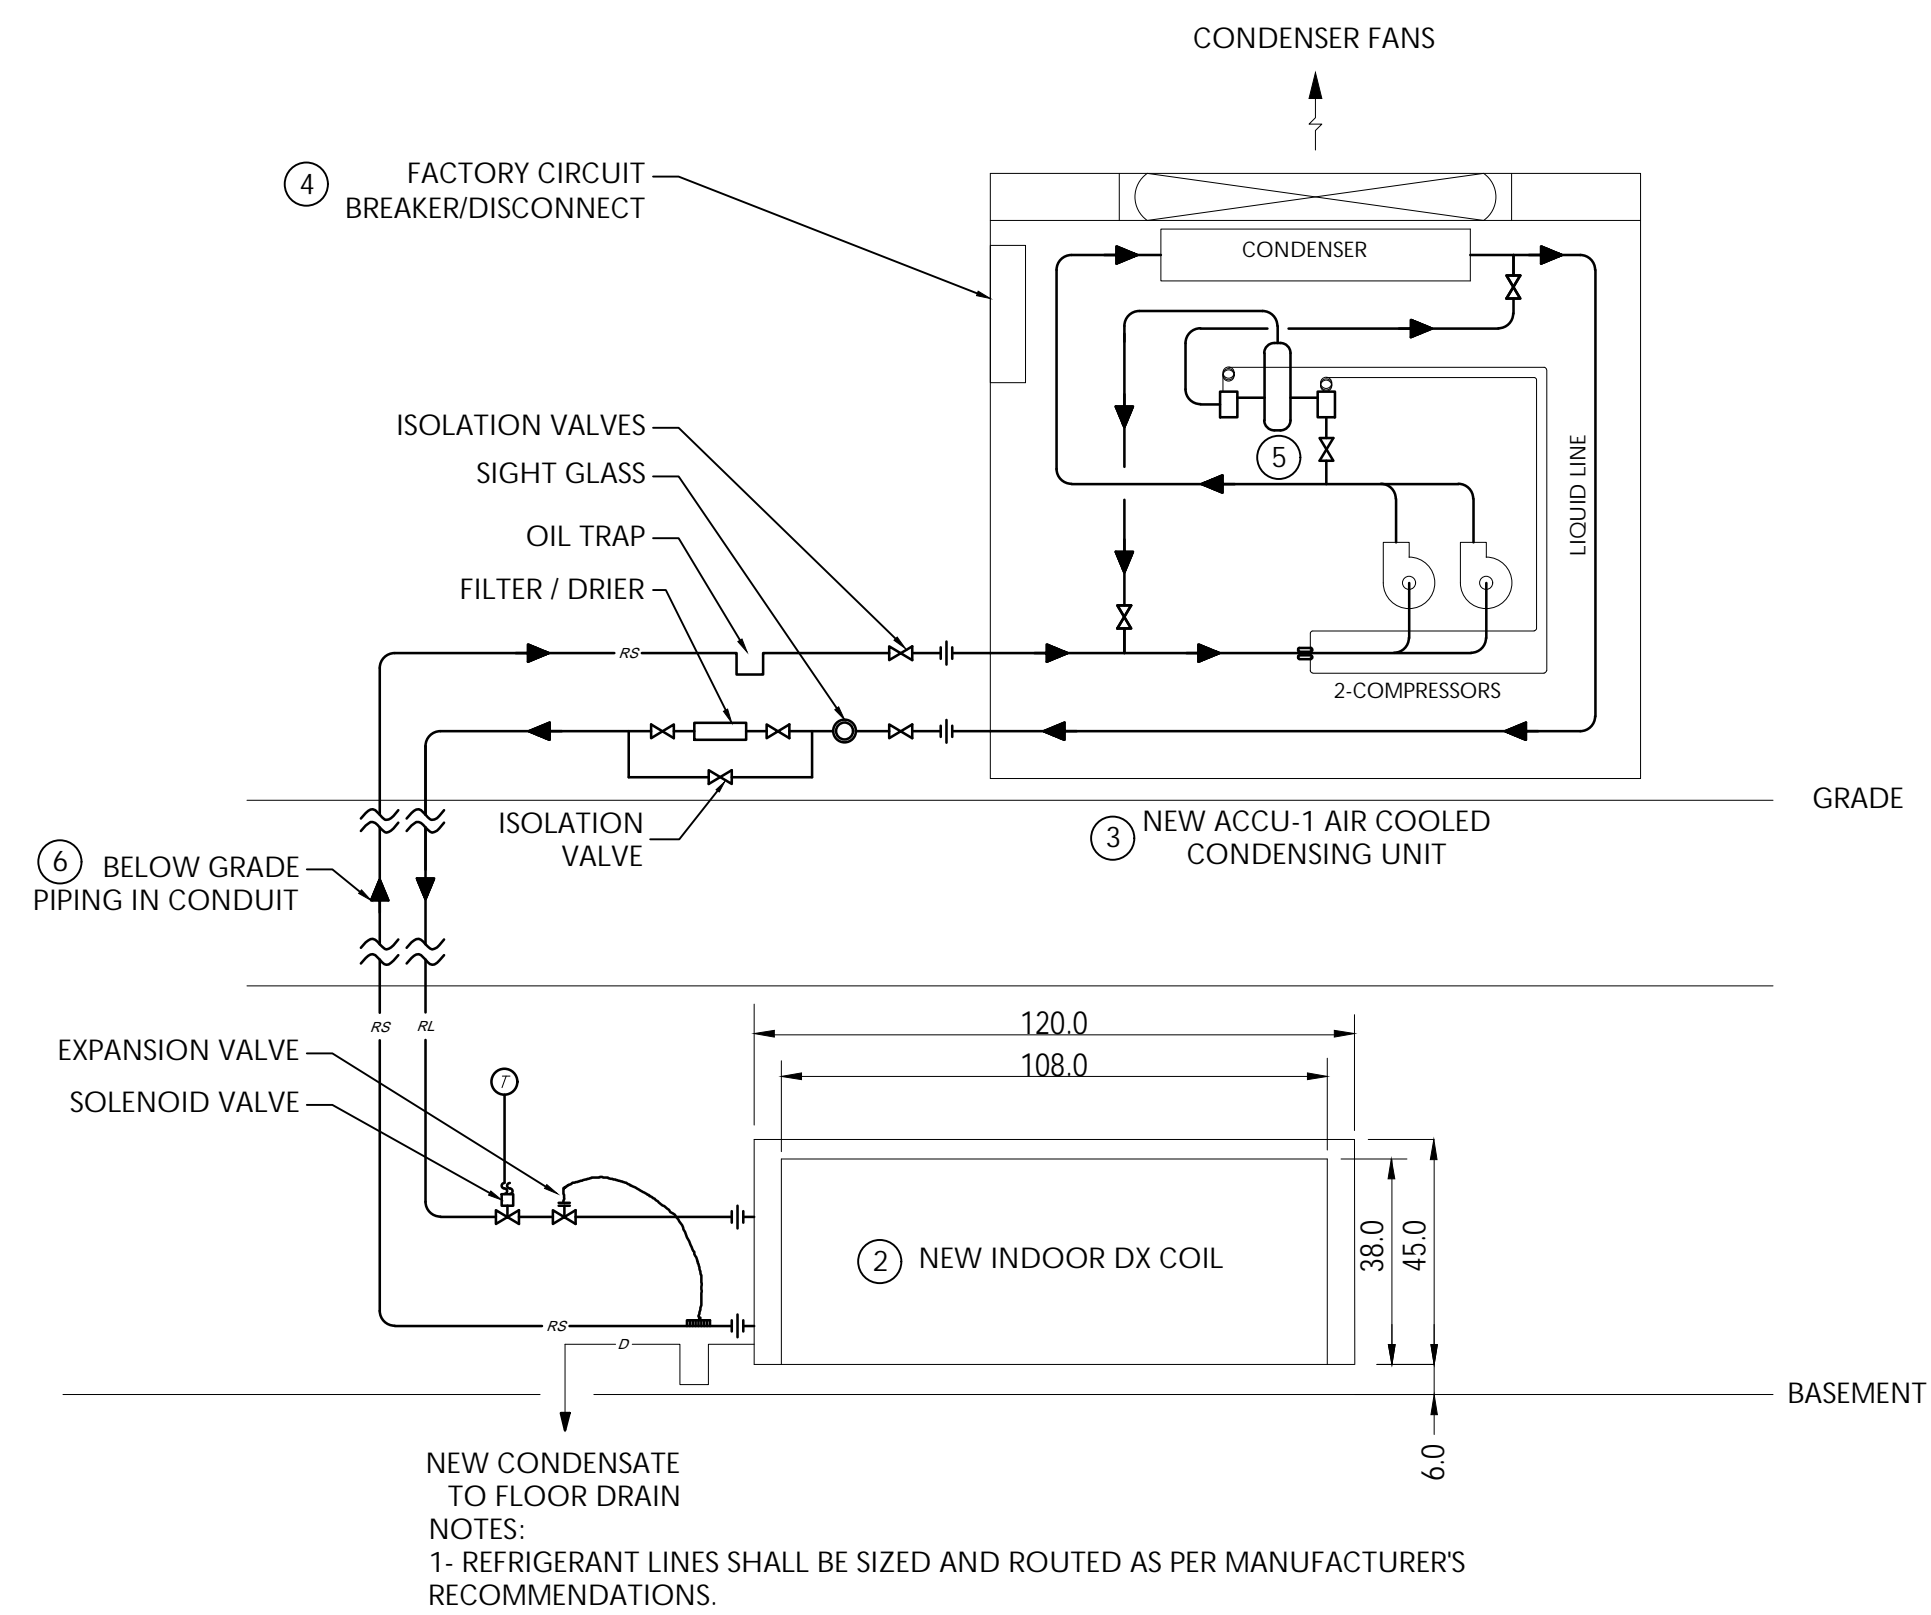 CONDENSER FANS
4
FACTORY CIRCUIT
BREAKER/DISCONNECT
CONDENSER
ISOLATION VALVES
SIGHT GLASS
OIL TRAP
FILTER / DRIER
5
LIQUID LINE
RS
2-COMPRESSORS
GRADE
ISOLATION
VALVE
3
NEW ACCU-1 AIR COOLED
CONDENSING UNIT
6
BELOW GRADE
PIPING IN CONDUIT
RS
RL
120.0
108.0
EXPANSION VALVE
SOLENOID VALVE
T
38.0
45.0
2
NEW INDOOR DX COIL
RS
D
BASEMENT
6.0
NEW CONDENSATE
TO FLOOR DRAIN
NOTES:
1- REFRIGERANT LINES SHALL BE SIZED AND ROUTED AS PER MANUFACTURER'S
RECOMMENDATIONS.